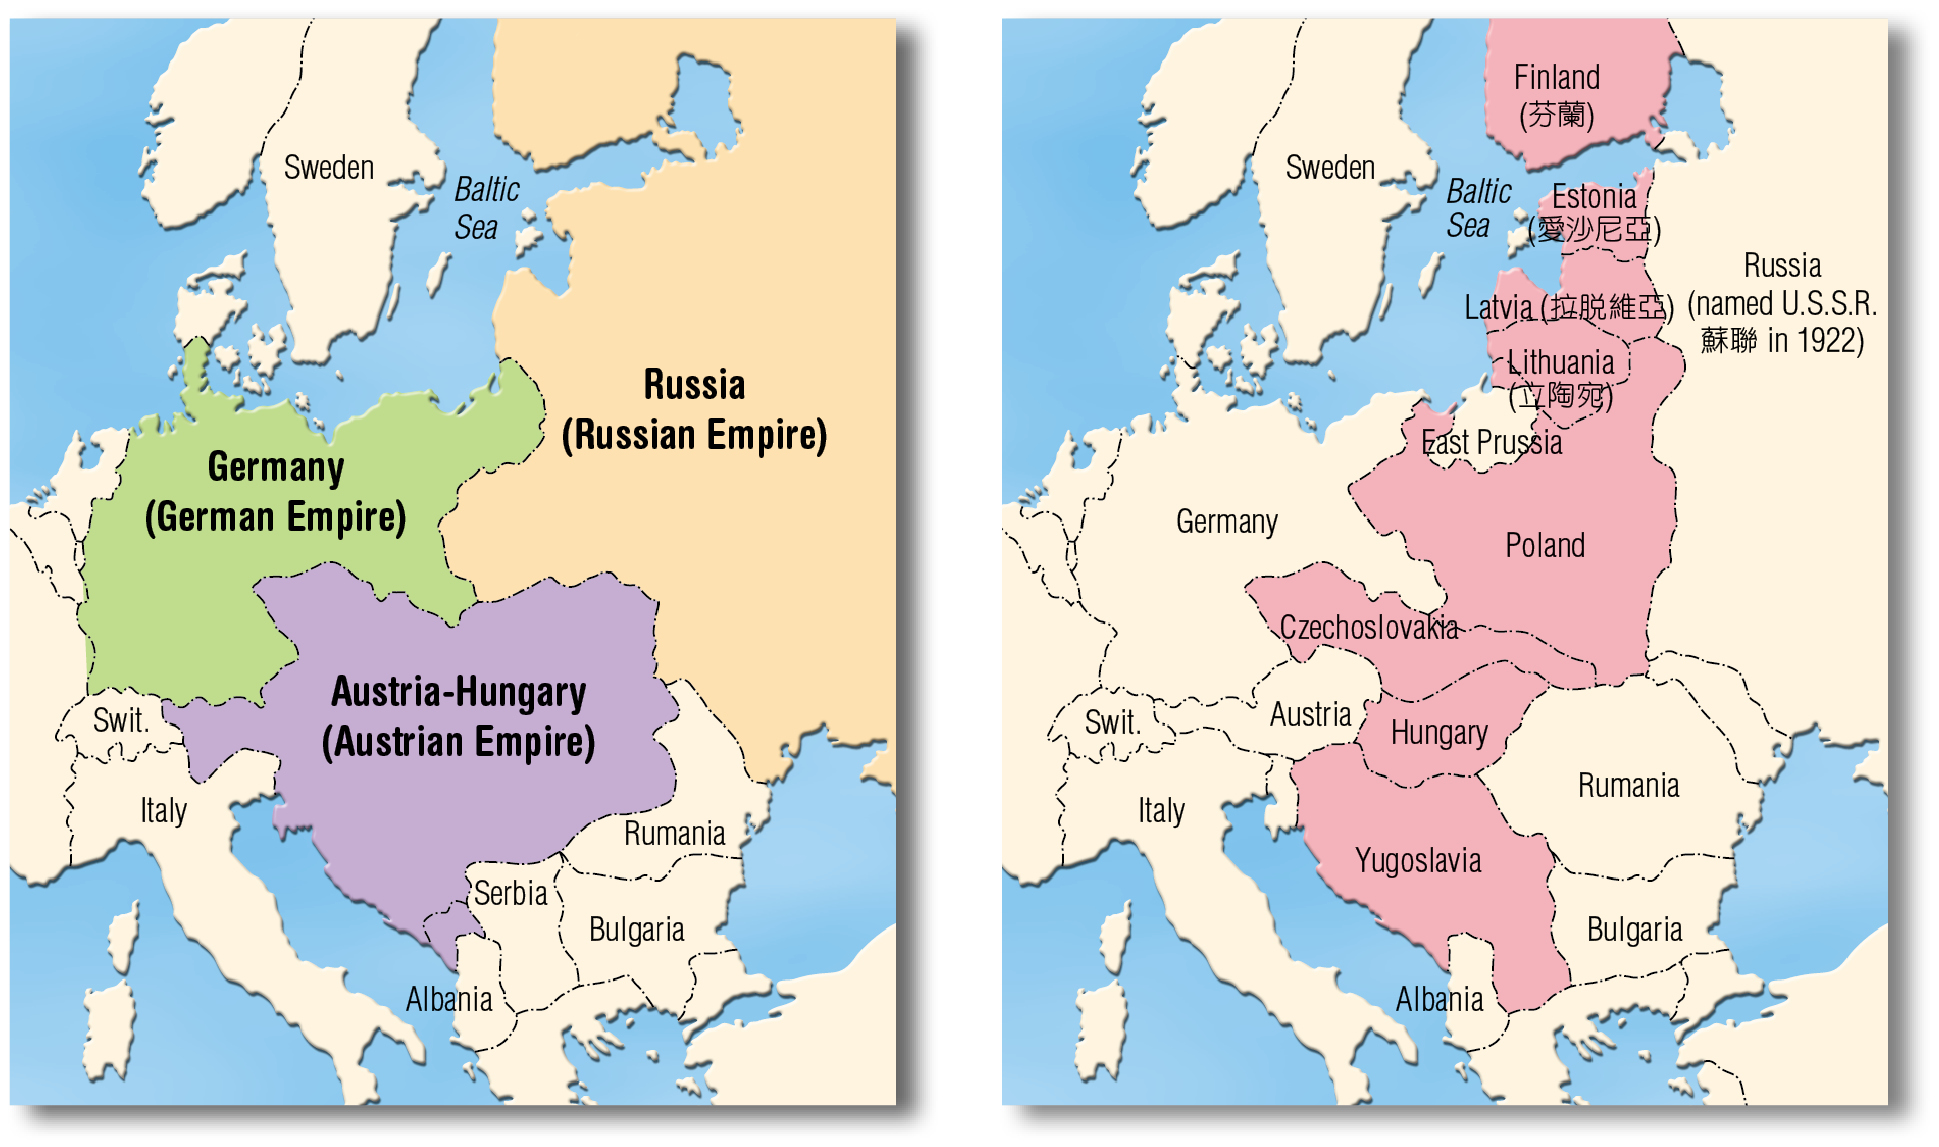 Sweden
Baltic
Sea
Russia
(Russian Empire)
Germany
(German Empire)
Austria-Hungary
(Austrian Empire)
Swit.
Italy
Rumania
Serbia
Bulgaria
Albania
Finland
(芬蘭)
Sweden
Baltic
Sea
Estonia
(愛沙尼亞)
Russia
(named U.S.S.R.
蘇聯 in 1922)
Latvia (拉脱維亞)
Lithuania
(立陶宛)
East Prussia
Germany
Poland
Czechoslovakia
Austria
Swit.
Hungary
Rumania
Italy
Yugoslavia
Bulgaria
Albania